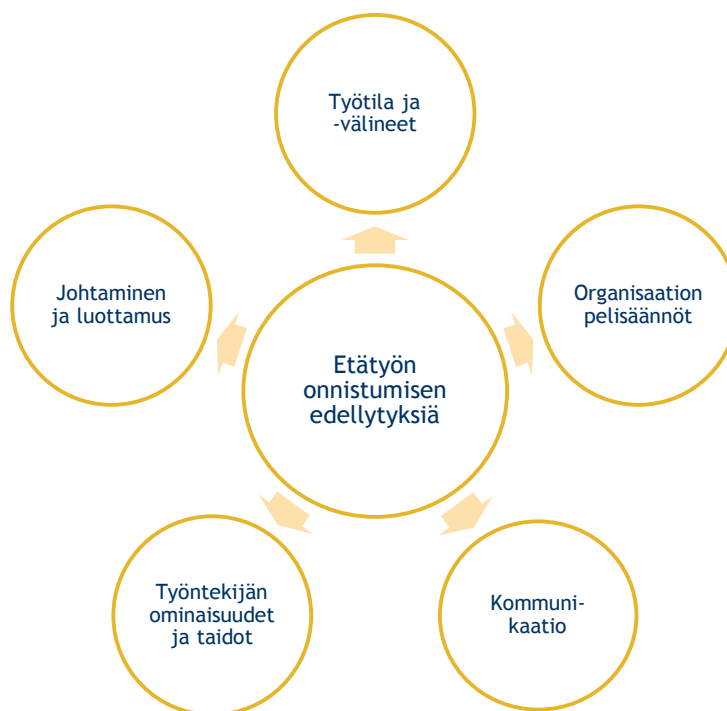 Työtila ja
-välineet
Johtaminen
ja luottamus
Organisaation
pelisäännöt
Etätyön
onnistumisen
edellytyksiä
Työntekijän
ominaisuudet
ja taidot
Kommuni-
kaatio